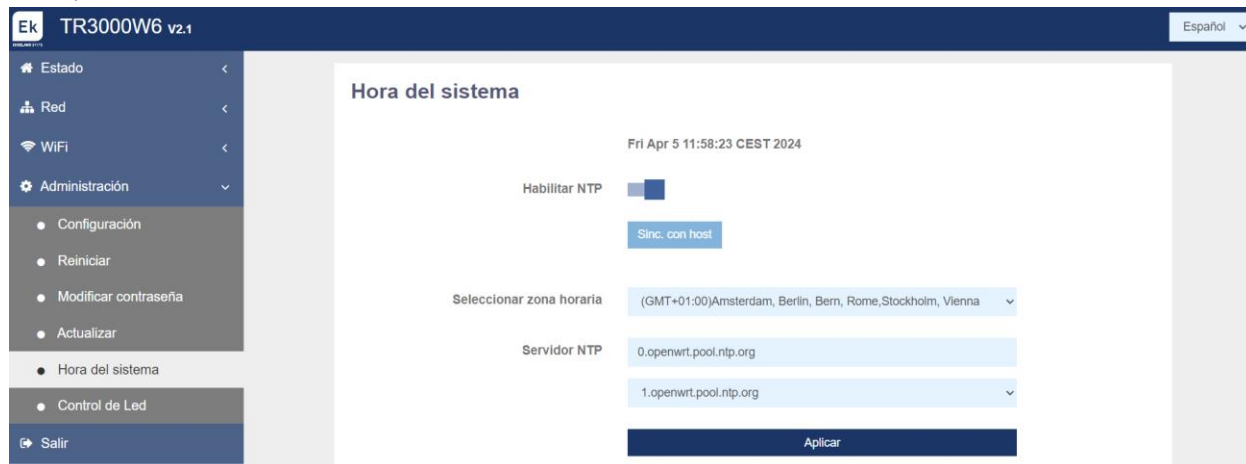 Ek TR3000W6 V2.1
Español
Estado
Red
WiFi
Administración
Configuración
Reiniciar
Modificar contraseña
Actualizar
Hora del sistema
Control de Led
Salir
Hora del sistema
Fri Apr 5 11:58:23 CEST 2024
Habilitar NTP
Sinc. con host
Seleccionar zona horaria (GMT+01:00)Amsterdam, Berlin, Bern, Rome,Stockholm, Vienna
Servidor NTP 0.openwrt.pool.ntp.org
1.openwrt.pool.ntp.org
Aplicar